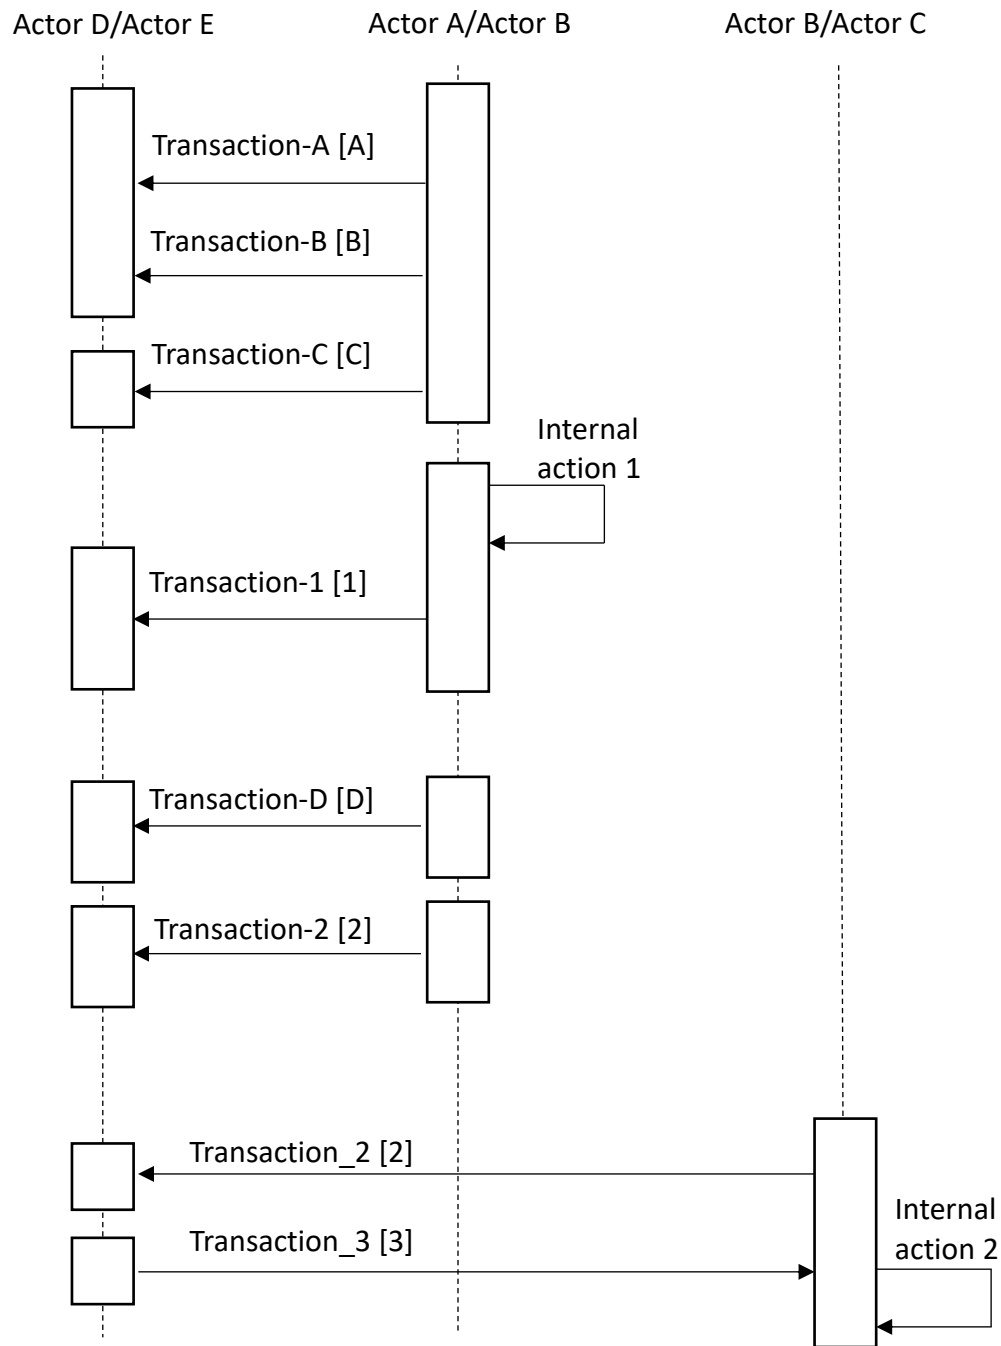 Actor D/Actor E
Actor A/Actor B
Actor B/Actor C
Transaction-A [A]
Transaction-B [B]
Transaction-C [C]
Internal
action 1
Transaction-1 [1]
Transaction-D [D]
Transaction-2 [2]
Transaction_2 [2]
Internal
action 2
Transaction_3 [3]